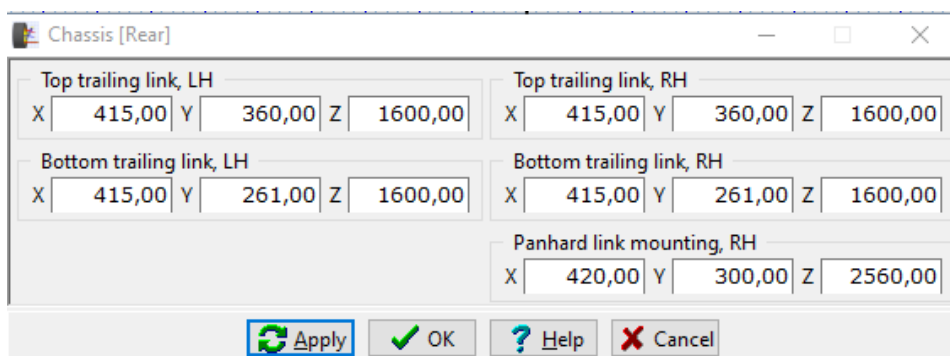 Chassis [Rear]
Top trailing link, LH
X 415,00 Y 360,00 Z 1600,00
Top trailing link, RH
X 415,00 Y 360,00 Z 1600,00
Bottom trailing link, LH
X 415,00 Y 261,00 Z 1600,00
Bottom trailing link, RH
X 415,00 Y 261,00 Z 1600,00
Panhard link mounting, RH
X 420,00 Y 300,00 Z 2560,00
Apply OK Help Cancel